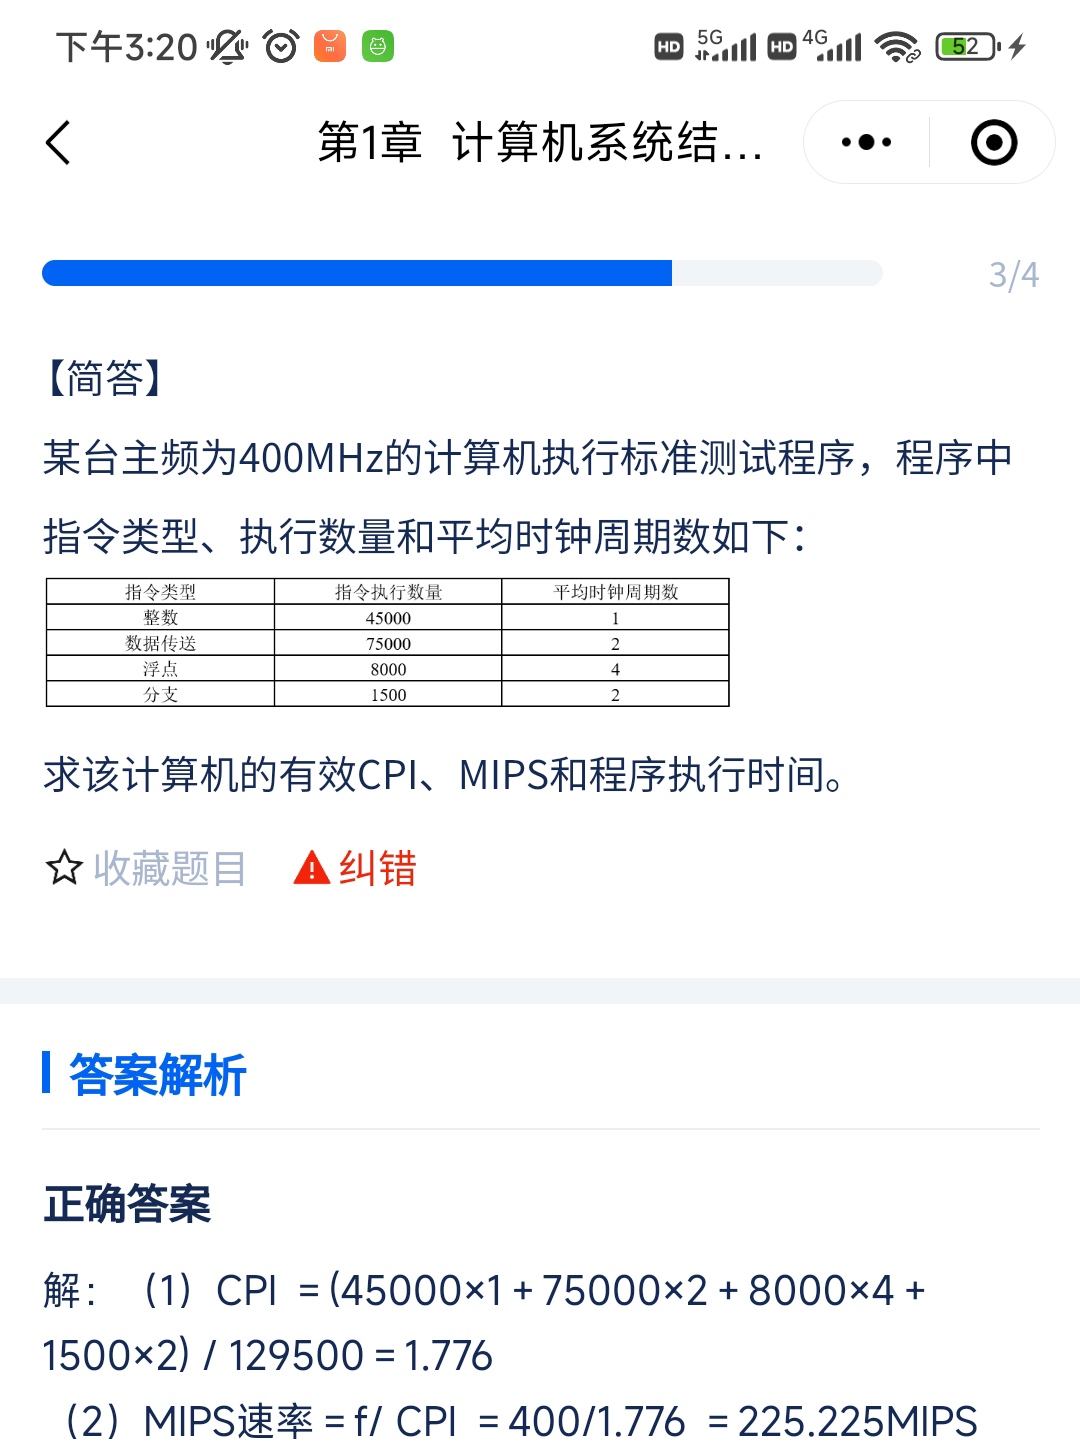 下午3:20
HD 5G HD 4G 52
第1章 计算机系统结...
3/4
【简答】
某台主频为400MHz的计算机执行标准测试程序，程序中
指令类型、执行数量和平均时钟周期数如下：
指令类型 指令执行数量 平均时钟周期数
整数 45000 1
数据传送 75000 2
浮点 8000 4
分支 1500 2
求该计算机的有效CPI、MIPS和程序执行时间。
收藏题目 纠错
答案解析
正确答案
解：（1）CPI =(45000×1 + 75000×2 + 8000×4 +
1500×2) / 129500 = 1.776
（2）MIPS速率 = f/ CPI = 400/1.776 = 225.225MIPS